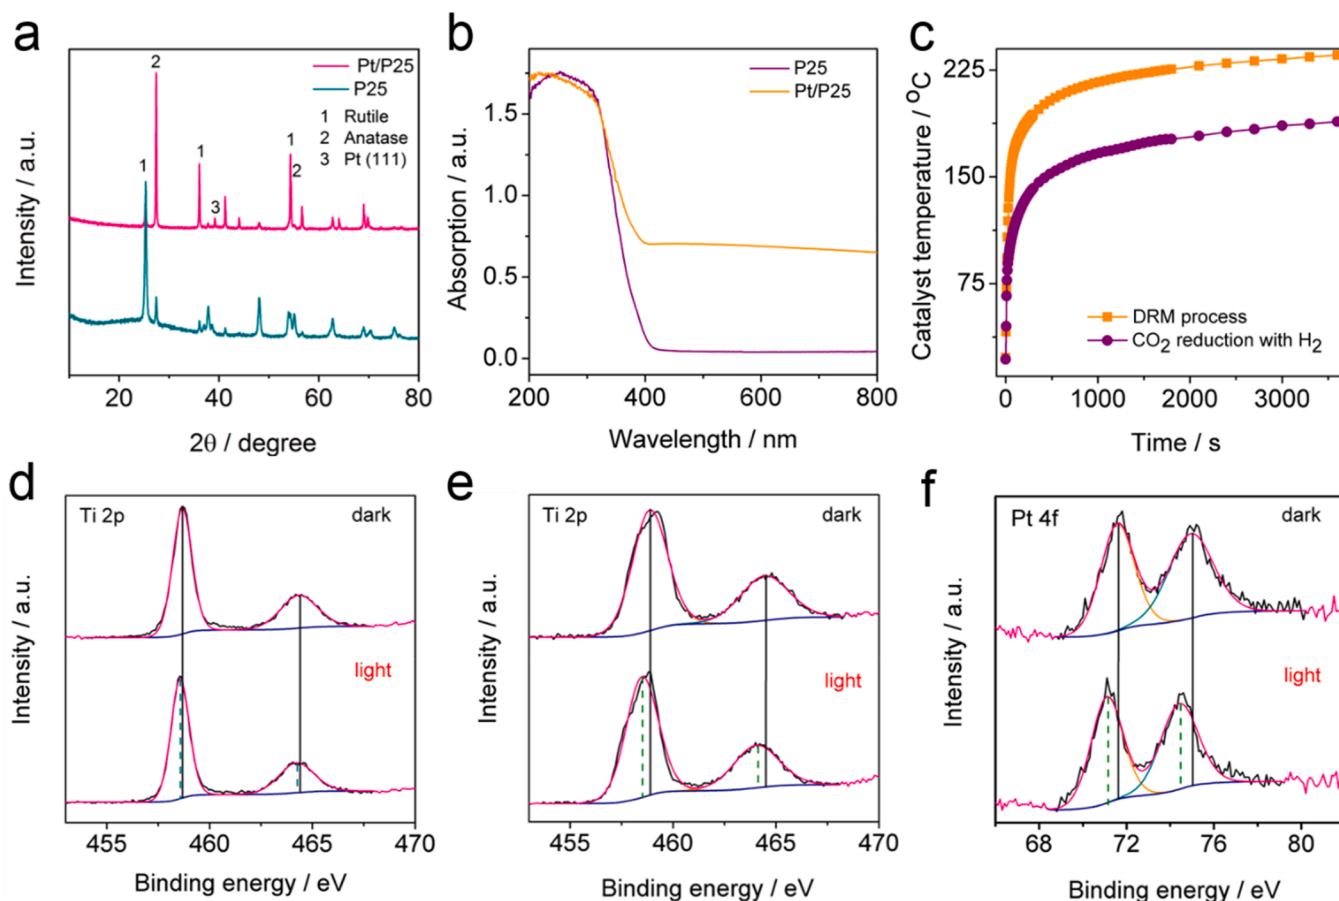 a
Intensity / a.u.
2
1
1
1
2
3
Pt/P25
P25
1 Rutile
2 Anatase
3 Pt (111)
20 40 60 80
2θ / degree
b
Absorption / a.u.
1.5
1.0
0.5
0.0
P25
Pt/P25
200 400 600 800
Wavelength / nm
c
Catalyst temperature / °C
225
150
75
DRM process
CO₂ reduction with H₂
0 1000 2000 3000
Time / s
d
Intensity / a.u.
Ti 2p
dark
light
455 460 465 470
Binding energy / eV
e
Intensity / a.u.
Ti 2p
dark
light
455 460 465 470
Binding energy / eV
f
Intensity / a.u.
Pt 4f
dark
light
68 72 76 80
Binding energy / eV